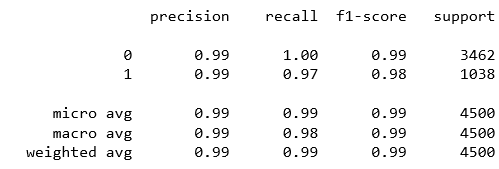 precision recall f1-score support
0 0.99 1.00 0.99 3462
1 0.99 0.97 0.98 1038
micro avg 0.99 0.99 0.99 4500
macro avg 0.99 0.98 0.99 4500
weighted avg 0.99 0.99 0.99 4500